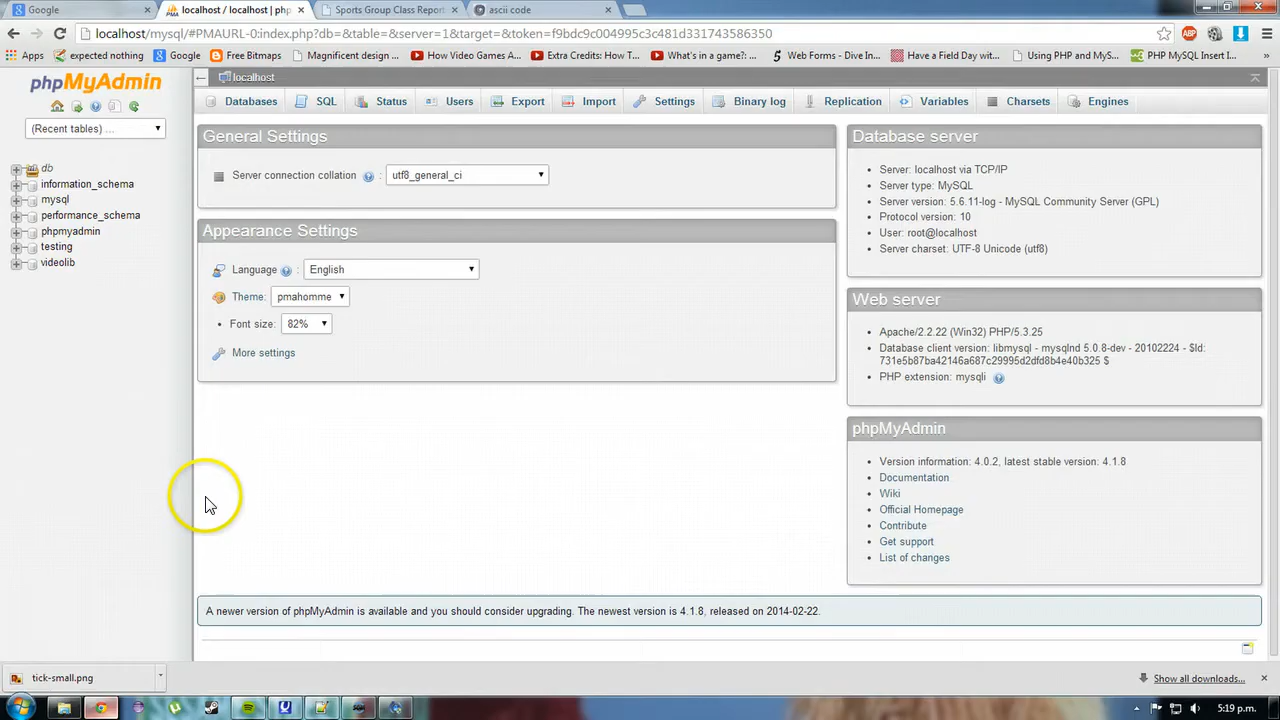 Google
localhost / localhost | php
Sports Group Class Report
ascii code
localhost/mysql/#PMAURL-0:index.php?db=&table=&server=1&target=&token=f9bdc9c004995c3c481d331743586350
Apps
expected nothing
Google
Free Bitmaps
Magnificent design ...
How Video Games A...
Extra Credits: How T...
What's in a game?: ...
Web Forms - Dive In...
Have a Field Day wit...
Using PHP and MyS...
PHP MySQL Insert I...
phpMyAdmin
(Recent tables) ...
db
information_schema
mysql
performance_schema
phpmyadmin
testing
videolib
localhost
Databases
SQL
Status
Users
Export
Import
Settings
Binary log
Replication
Variables
Charsets
Engines
General Settings
Server connection collation : utf8_general_ci
Appearance Settings
Language : English
Theme: pmahomme
Font size: 82%
More settings
Database server
Server: localhost via TCP/IP
Server type: MySQL
Server version: 5.6.11-log - MySQL Community Server (GPL)
Protocol version: 10
User: root@localhost
Server charset: UTF-8 Unicode (utf8)
Web server
Apache/2.2.22 (Win32) PHP/5.3.25
Database client version: libmysql - mysqlnd 5.0.8-dev - 20102224 - $Id:
731e5b87ba42146a687c29995d2dfd8b4e40b325 $
PHP extension: mysqli
phpMyAdmin
Version information: 4.0.2, latest stable version: 4.1.8
Documentation
Wiki
Official Homepage
Contribute
Get support
List of changes
A newer version of phpMyAdmin is available and you should consider upgrading. The newest version is 4.1.8, released on 2014-02-22.
tick-small.png
Show all downloads...
5:19 p.m.